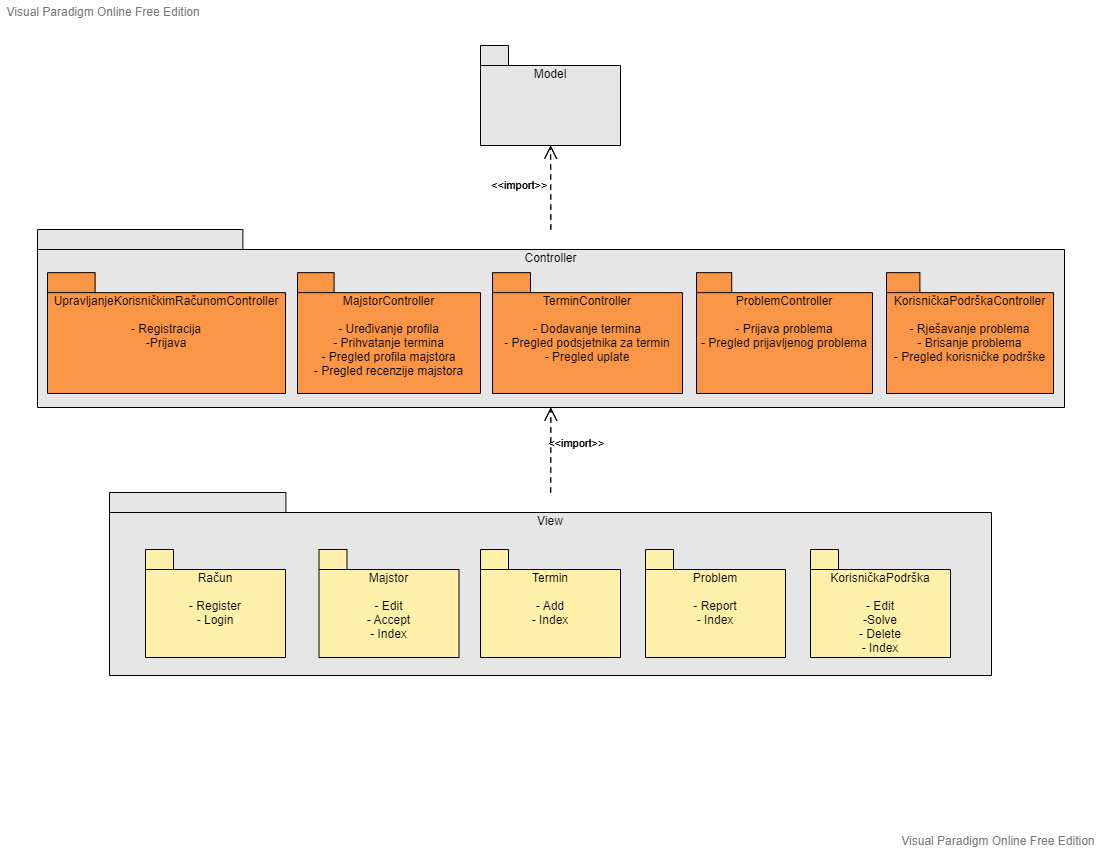 Visual Paradigm Online Free Edition
Model
<<import>>
Controller
UpravljanjeKorisničkimRačunomController
- Registracija
-Prijava
MajstorController
- Uređivanje profila
- Prihvatanje termina
- Pregled profila majstora
- Pregled recenzije majstora
TerminController
- Dodavanje termina
- Pregled podsjetnika za termin
- Pregled uplate
ProblemController
- Prijava problema
- Pregled prijavljenog problema
KorisničkaPodrškaController
- Rješavanje problema
- Brisanje problema
- Pregled korisničke podrške
<<import>>
View
Račun
- Register
- Login
Majstor
- Edit
- Accept
- Index
Termin
- Add
- Index
Problem
- Report
- Index
KorisničkaPodrška
- Edit
-Solve
- Delete
- Index
Visual Paradigm Online Free Edition